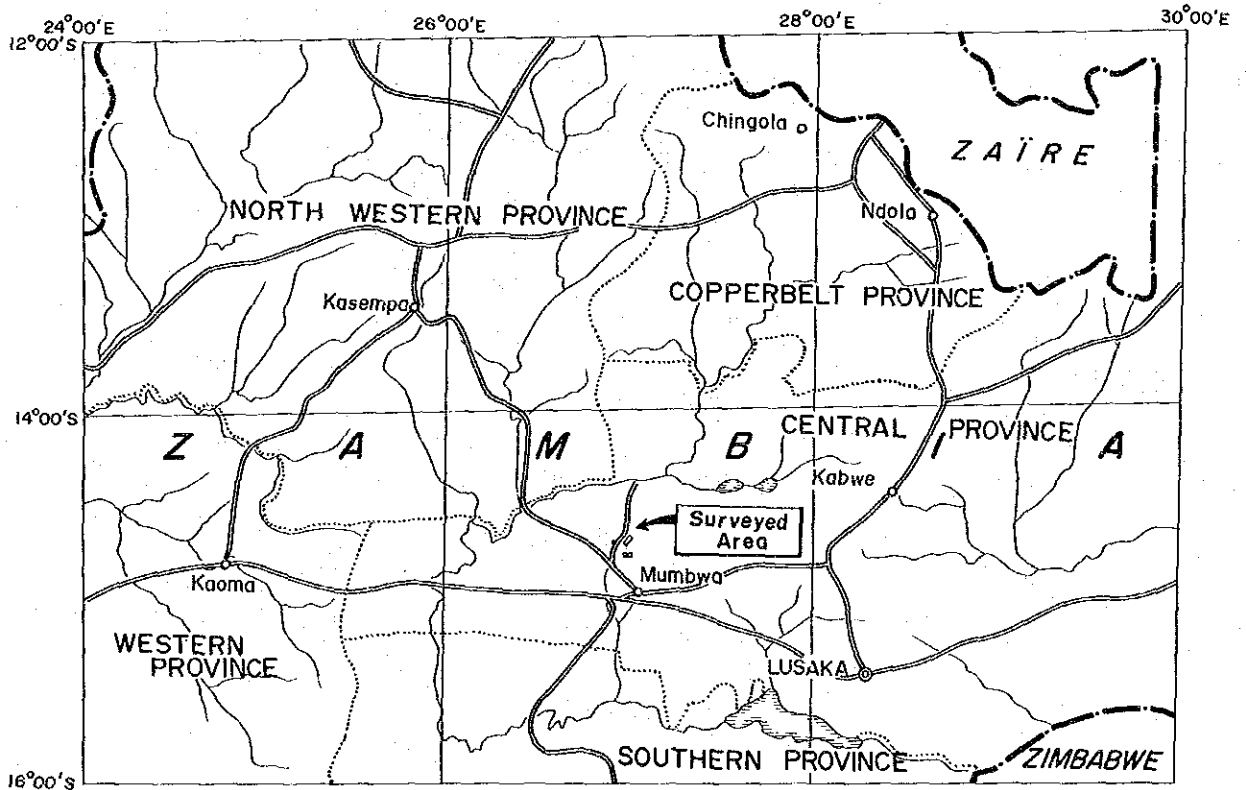 24°00'E 26°00'E 28°00'E 30°00'E
12°00'S
Chingola
ZAÏRE
NORTH WESTERN PROVINCE
Ndola
COPPERBELT PROVINCE
Kasempa
14°00'S
CENTRAL PROVINCE
Z A M B I A
Kabwe
Surveyed
Area
Kaoma
Mumbwa
WESTERN
PROVINCE
LUSAKA
SOUTHERN PROVINCE
ZIMBABWE
16°00'S